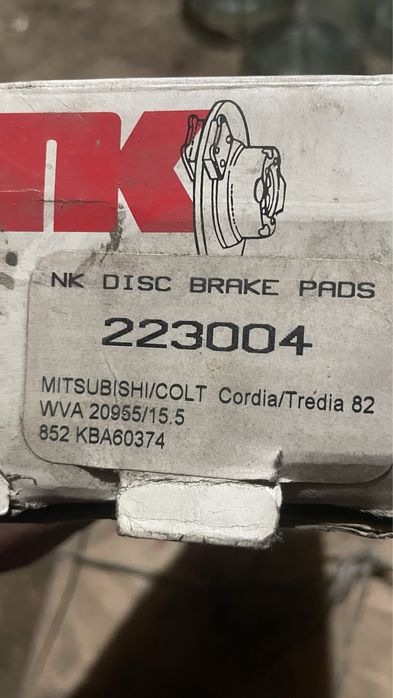 NK
NK DISC BRAKE PADS
223004
MITSUBISHI/COLT Cordia/Tredia 82
WVA 20955/15.5
852 KBA60374